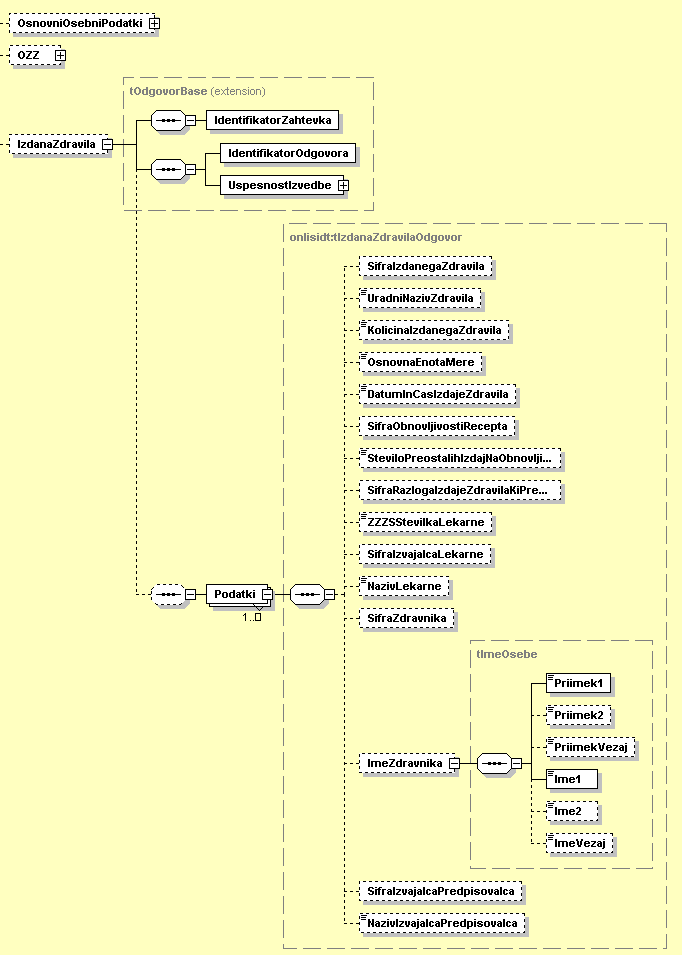 OsnovniOsebniPodatki
OZZ
tOdgovorBase (extension)
IdentifikatorZahtevka
IzdanaZdravila
IdentifikatorOdgovora
UspesnostIzvedbe
onlisidt:tIzdanaZdravilaOdgovor
SifraIzdanegaZdravila
UradniNazivZdravila
KolicinaIzdanegaZdravila
OsnovnaEnotaMere
DatumInCasIzdajeZdravila
SifraObnovljivostiRecepta
SteviloPreostalihIzdajNaObnovlji...
SifraRazlogaIzdajeZdravilaKiPre...
ZZZSStevilkaLekarne
SifraIzvajalcaLekarne
NazivLekarne
Podatki
1..
SifraZdravnika
tImeOsebe
Priimek1
Priimek2
PriimekVezaj
ImeZdravnika
Ime1
Ime2
ImeVezaj
SifraIzvajalcaPredpisovalca
NazivIzvajalcaPredpisovalca